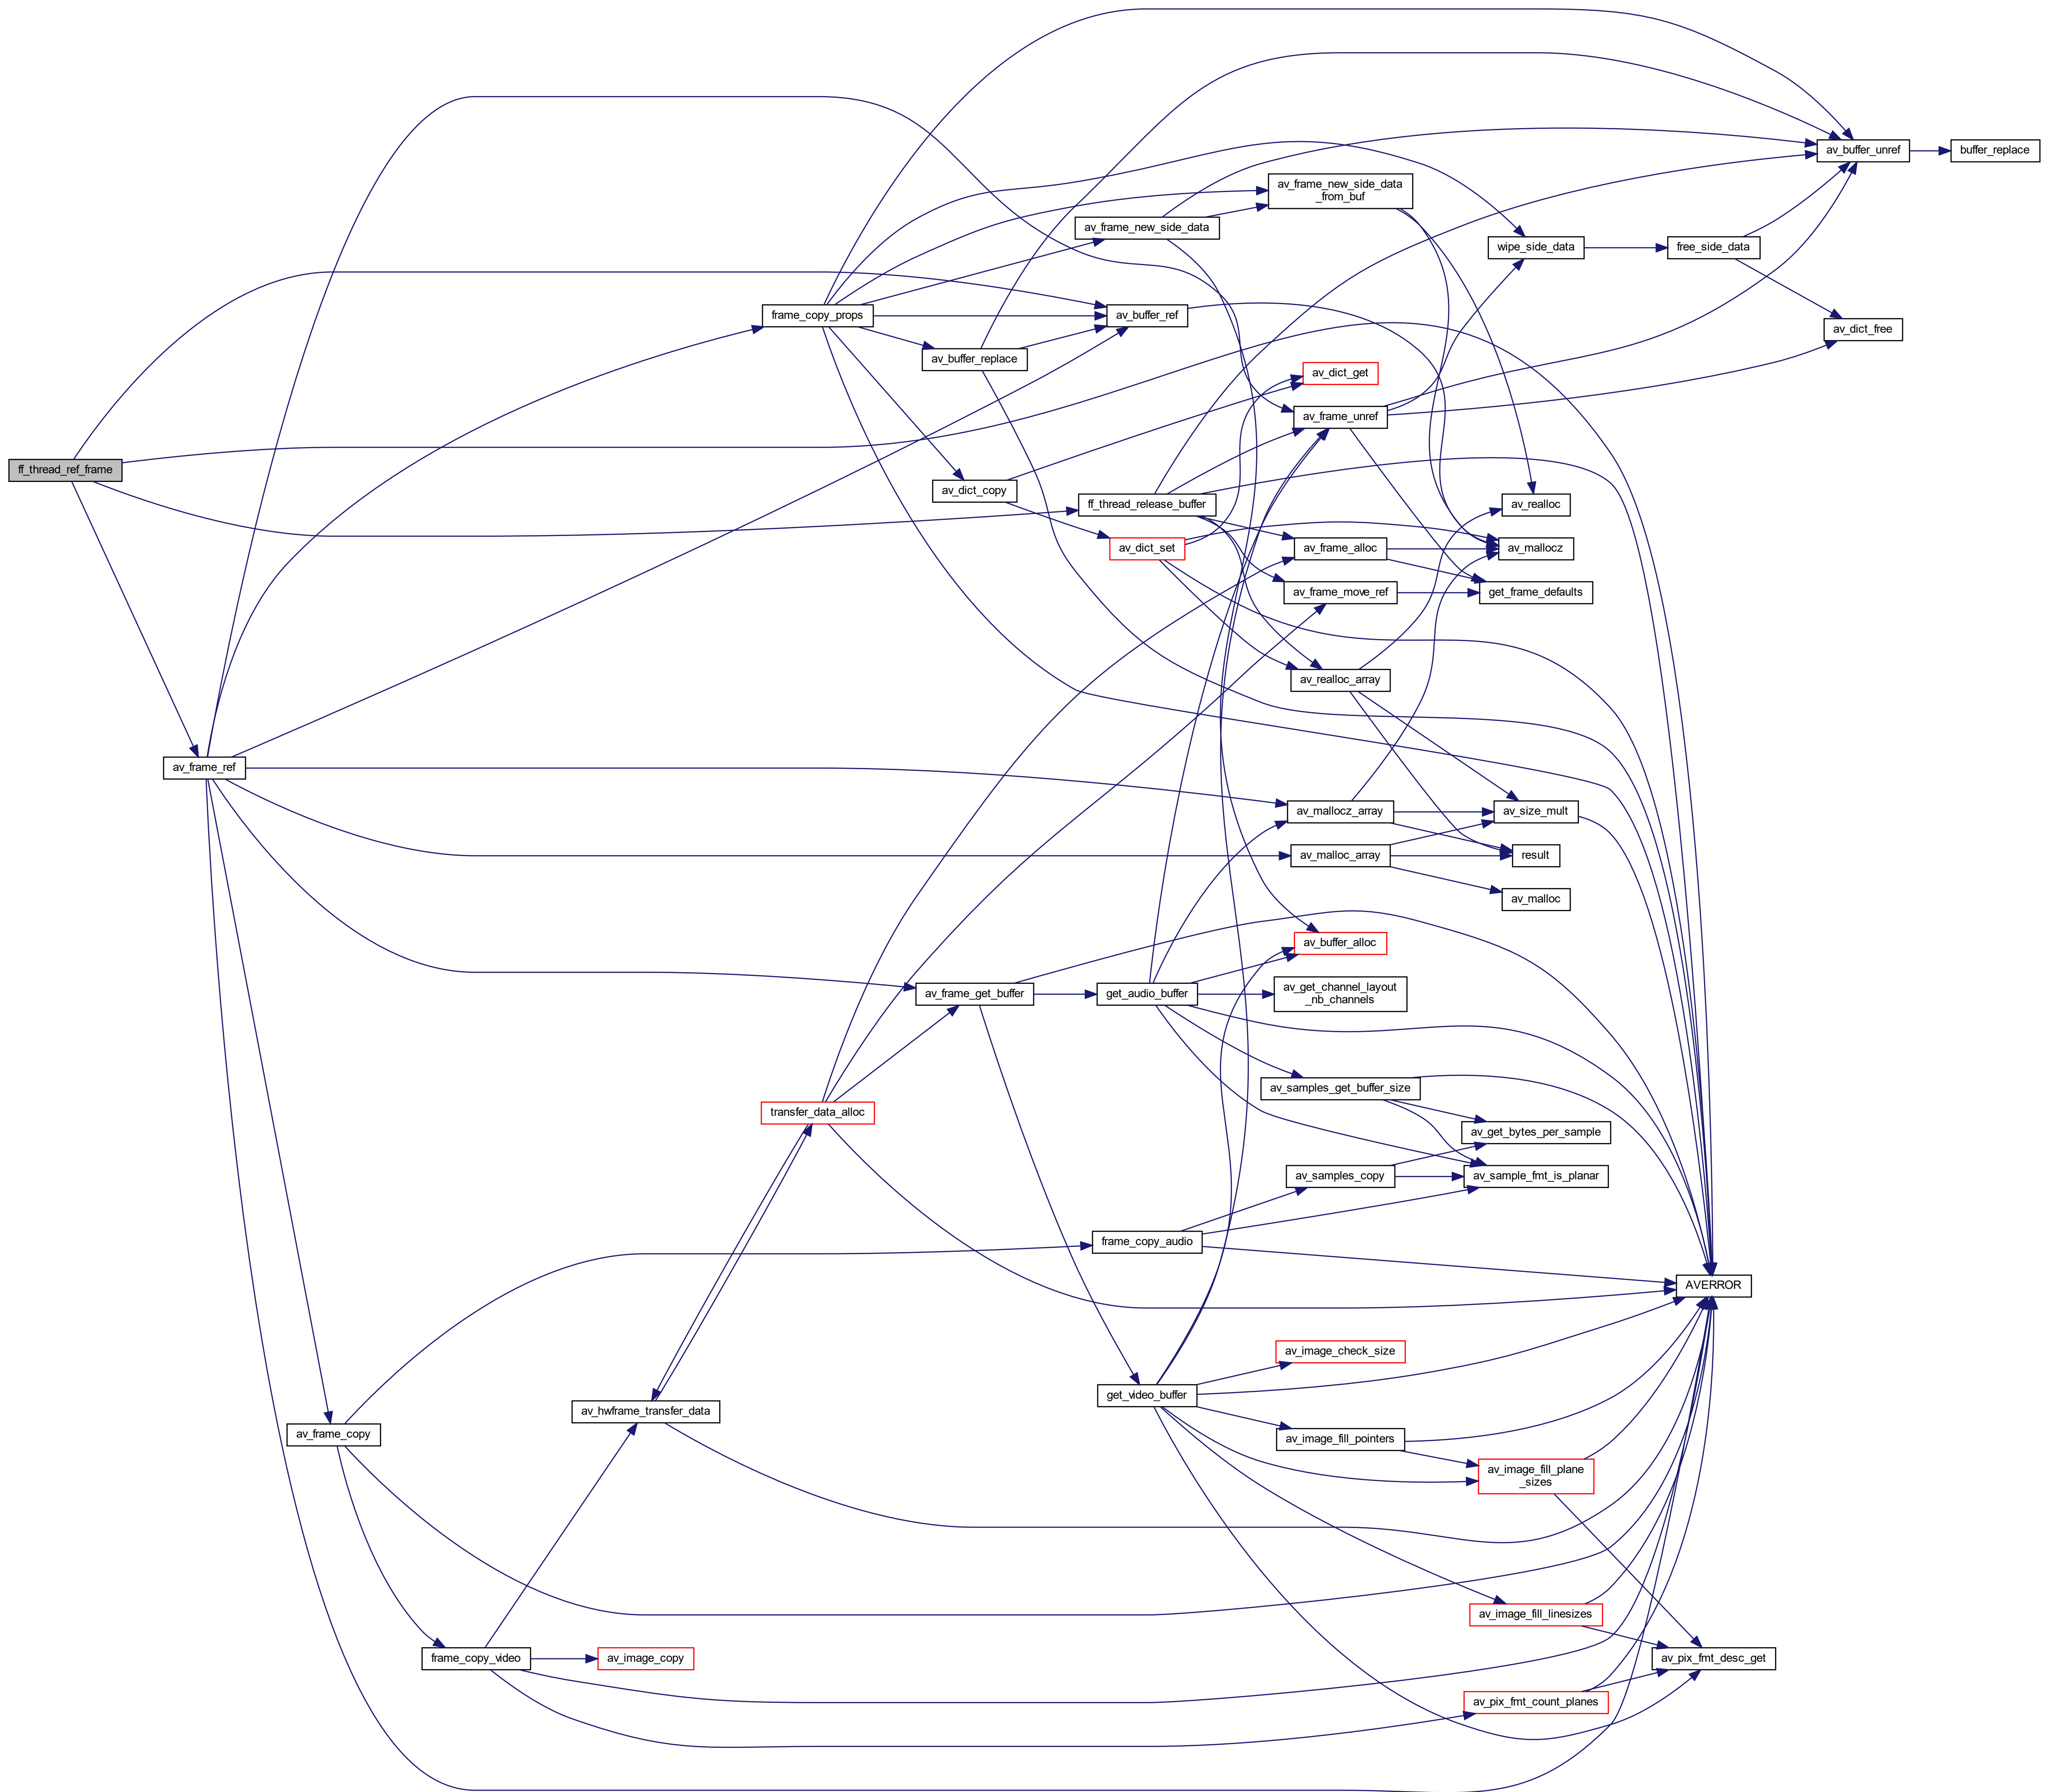 av_buffer_unref
buffer_replace
av_frame_new_side_data
_from_buf
av_frame_new_side_data
wipe_side_data
free_side_data
frame_copy_props
av_buffer_ref
av_dict_free
av_buffer_replace
av_dict_get
av_frame_unref
ff_thread_ref_frame
av_dict_copy
ff_thread_release_buffer
av_realloc
av_dict_set
av_frame_alloc
av_mallocz
av_frame_move_ref
get_frame_defaults
av_realloc_array
av_frame_ref
av_mallocz_array
av_size_mult
av_malloc_array
result
av_malloc
av_buffer_alloc
av_frame_get_buffer
get_audio_buffer
av_get_channel_layout
_nb_channels
av_samples_get_buffer_size
transfer_data_alloc
av_get_bytes_per_sample
av_samples_copy
av_sample_fmt_is_planar
frame_copy_audio
AVERROR
av_image_check_size
get_video_buffer
av_hwframe_transfer_data
av_frame_copy
av_image_fill_pointers
av_image_fill_plane
_sizes
av_image_fill_linesizes
frame_copy_video
av_image_copy
av_pix_fmt_desc_get
av_pix_fmt_count_planes